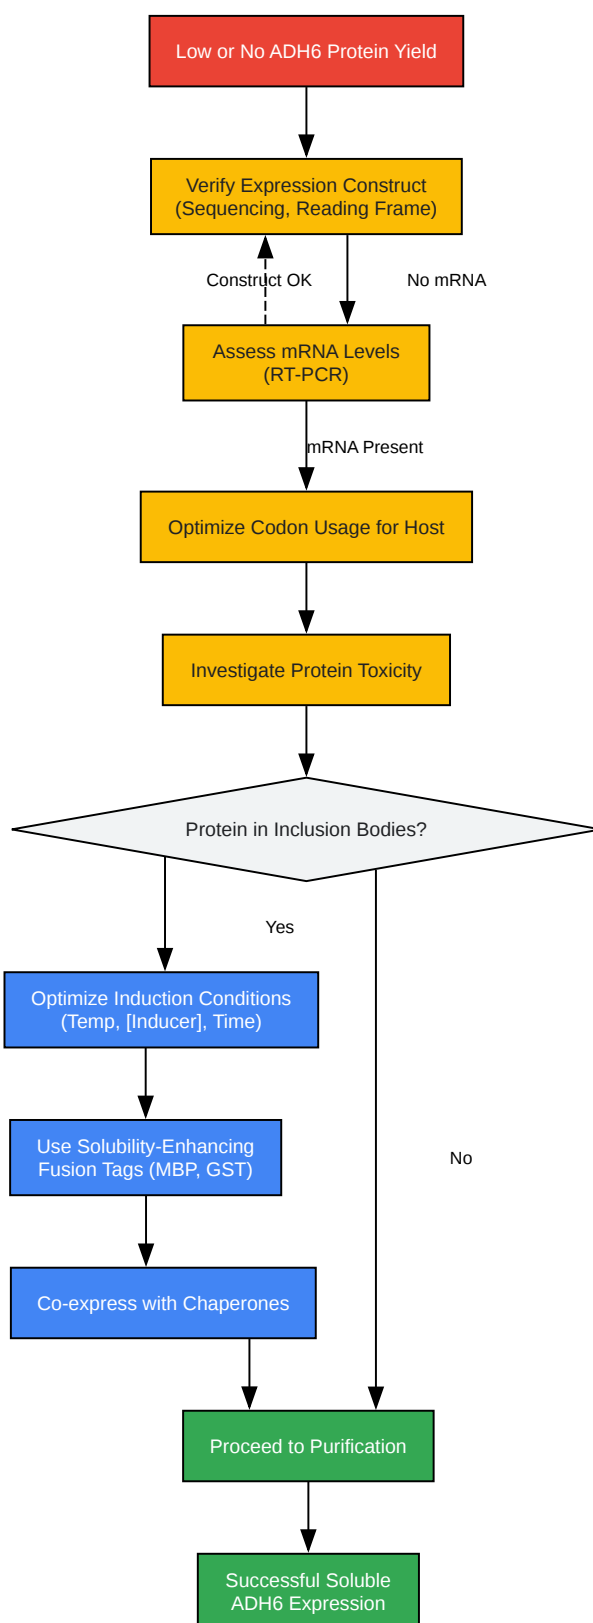 Low or No ADH6 Protein Yield
Verify Expression Construct
(Sequencing, Reading Frame)
Construct OK
No mRNA
Assess mRNA Levels
(RT-PCR)
mRNA Present
Optimize Codon Usage for Host
Investigate Protein Toxicity
Protein in Inclusion Bodies?
Yes
Optimize Induction Conditions
(Temp, [Inducer], Time)
Use Solubility-Enhancing
Fusion Tags (MBP, GST)
No
Co-express with Chaperones
Proceed to Purification
Successful Soluble
ADH6 Expression